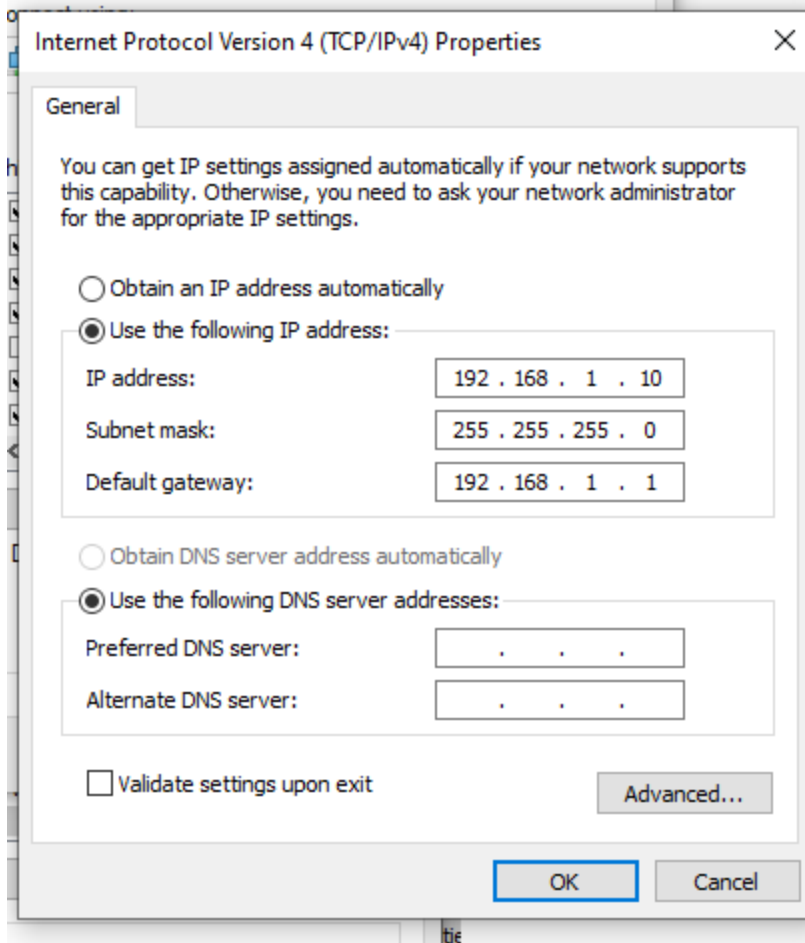 Internet Protocol Version 4 (TCP/IPv4) Properties
General
You can get IP settings assigned automatically if your network supports
this capability. Otherwise, you need to ask your network administrator
for the appropriate IP settings.
Obtain an IP address automatically
Use the following IP address:
IP address: 192 . 168 . 1 . 10
Subnet mask: 255 . 255 . 255 . 0
Default gateway: 192 . 168 . 1 . 1
Obtain DNS server address automatically
Use the following DNS server addresses:
Preferred DNS server: . . .
Alternate DNS server: . . .
Validate settings upon exit
Advanced...
OK Cancel